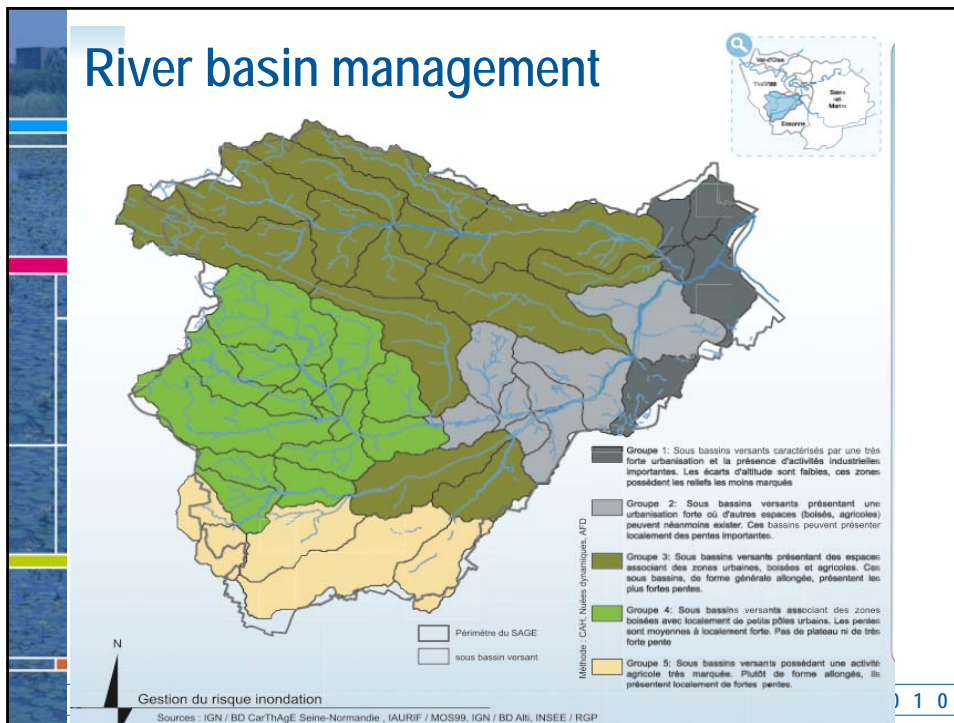 River basin management
Val-d'Oise
Yvelines
Seine
-et-
Marne
Essonne
Groupe 1: Sous bassins versants caractérisés par une très
forte urbanisation et la présence d'activités industrielles
importantes. Les écarts d'altitude sont faibles, ces zones
possèdent les reliefs les moins marqués
Groupe 2: Sous bassins versants présentant une
urbanisation forte où d'autres espaces (boisés, agricoles)
peuvent néanmoins exister. Ces bassins peuvent présenter
localement des pentes importantes.
Groupe 3: Sous bassins versants présentant des espaces
associant des zones urbaines, boisées et agricoles. Ces
sous bassins, de forme générale allongée, présentent les
plus fortes pentes.
Groupe 4: Sous bassins versants associant des zones
boisées avec localement de petits pôles urbains. Les pentes
sont moyennes à localement forte. Pas de plateau ni de très
forte pente
Groupe 5: Sous bassins versants possédant une activité
agricole très marquée. Plutôt de forme allongés, ils
présentent localement de fortes pentes.
Méthode : CAH, Nuées dynamiques, AFD
Périmètre du SAGE
sous bassin versant
N
Gestion du risque inondation
Sources : IGN / BD CarThAgE Seine-Normandie , IAURIF / MOS99, IGN / BD Alti, INSEE / RGP
0 1 0